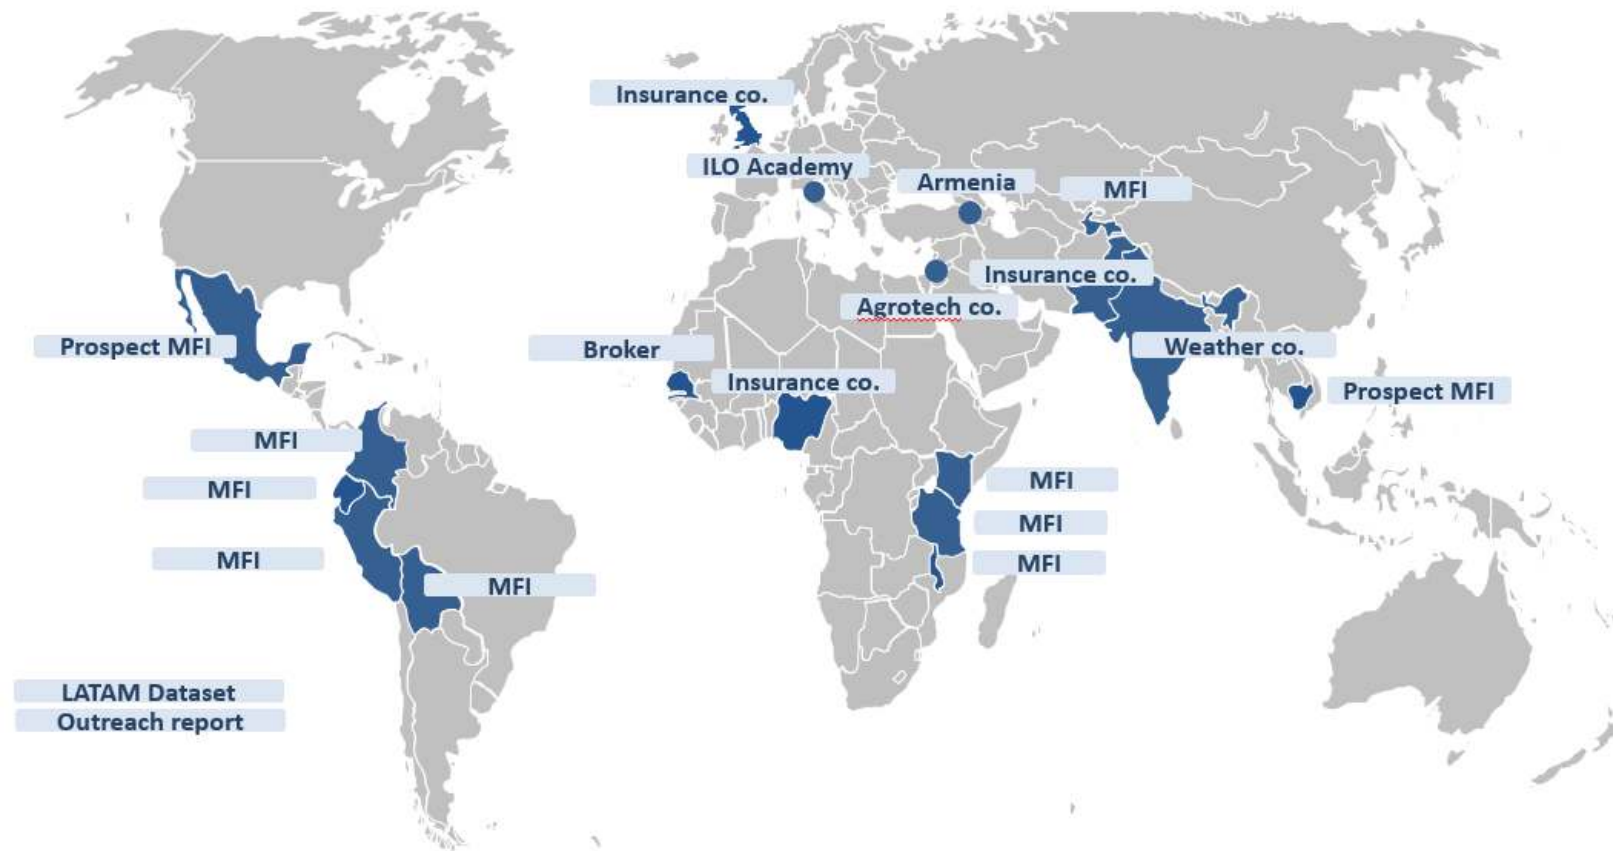 Insurance co.
ILO Academy
Armenia
MFI
Insurance co.
Agrotech co.
Prospect MFI
Broker
Weather co.
Insurance co.
Prospect MFI
MFI
MFI
MFI
MFI
MFI
MFI
MFI
LATAM Dataset
Outreach report